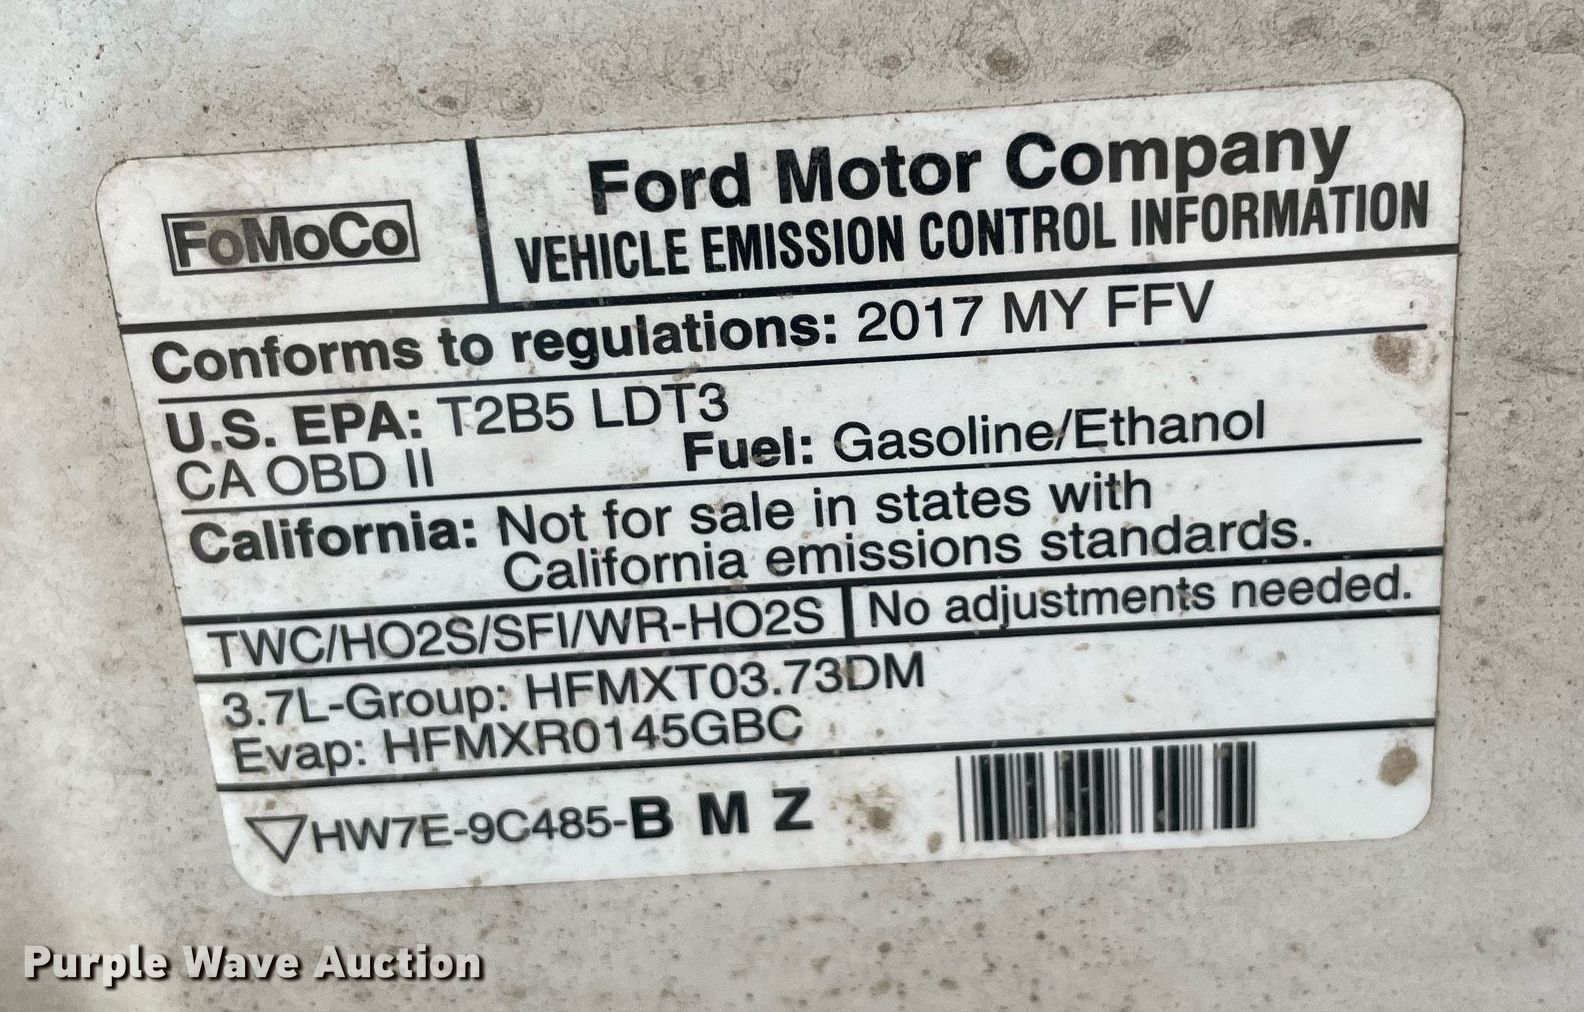 FoMoCo
Ford Motor Company
VEHICLE EMISSION CONTROL INFORMATION
Conforms to regulations: 2017 MY FFV
U.S. EPA: T2B5 LDT3
CA OBD II
Fuel: Gasoline/Ethanol
California: Not for sale in states with
California emissions standards.
TWC/HO2S/SFI/WR-HO2S
No adjustments needed.
3.7L-Group: HFMXT03.73DM
Evap: HFMXR0145GBC
HW7E-9C485-B M Z
Purple Wave Auction